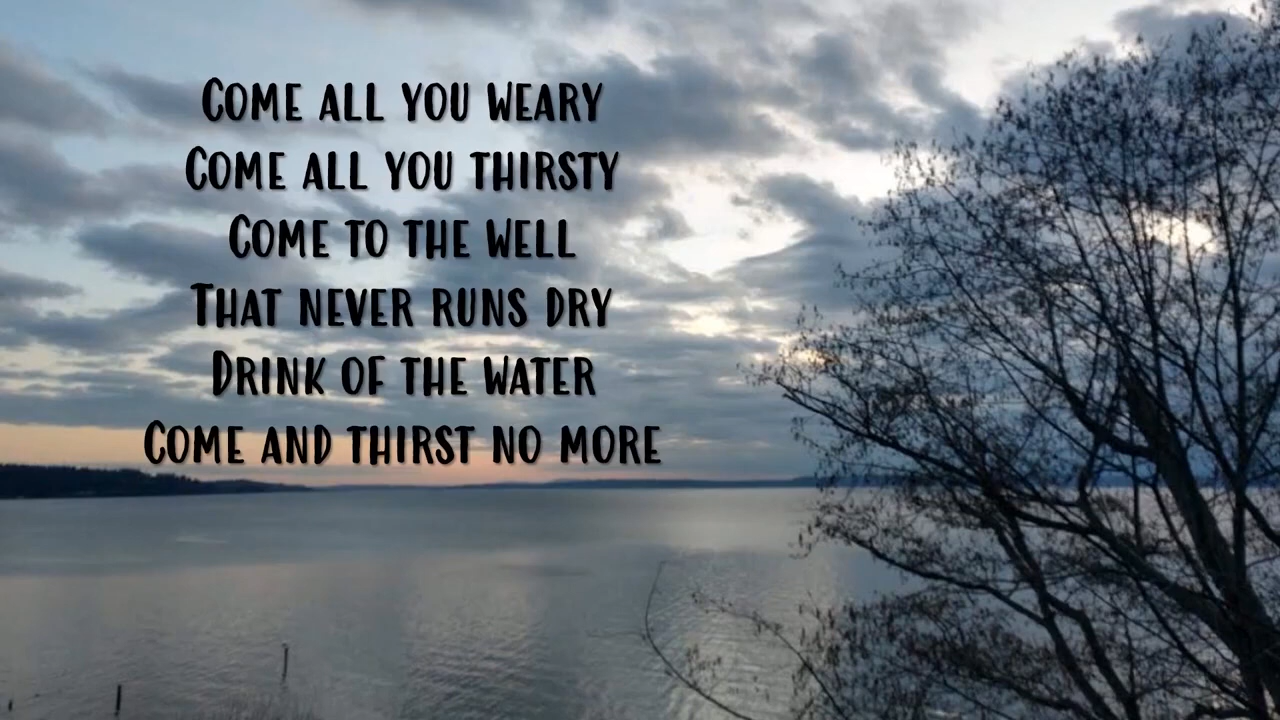 Come all you weary
Come all you thirsty
Come to the well
That never runs dry
Drink of the water
Come and thirst no more